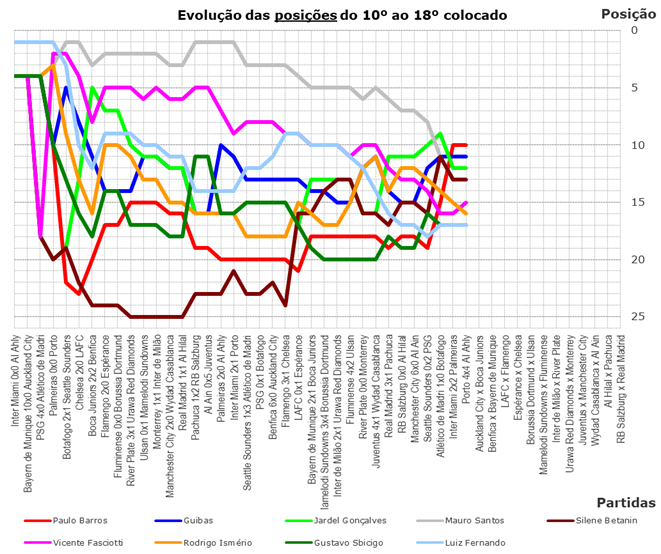 Evolução das posições do 10º ao 18º colocado
Posição
0
5
10
15
20
25
Inter Miami 0x0 Al Ahly
Bayern de Munique 10x0 Auckland City
PSG 4x0 Atlético de Madri
Palmeiras 0x0 Porto
Botafogo 2x1 Seattle Sounders
Chelsea 2x0 LAFC
Boca Juniors 2x2 Benfica
Flamengo 2x0 Espérance
Fluminense 0x0 Borussia Dortmund
River Plate 3x1 Urawa Red Diamonds
Ulsan 0x1 Mamelodi Sundowns
Monterrey 1x1 Inter de Milão
Manchester City 2x0 Wydad Casablanca
Real Madrid 1x1 Al Hilal
Pachuca 1x2 RB Salzburg
Al Ain 0x5 Juventus
Palmeiras 2x0 Al Ahly
Inter Miami 2x1 Porto
Seattle Sounders 1x3 Atlético de Madri
PSG 0x1 Botafogo
Benfica 6x0 Auckland City
Flamengo 3x1 Chelsea
LAFC 0x1 Espérance
Bayern de Munique 2x1 Boca Juniors
lamelodi Sundowns 3x4 Borussia Dortmund
Inter de Milão 2x1 Urawa Red Diamonds
Fluminense 4x2 Ulsan
River Plate 0x0 Monterrey
Juventus 4x1 Wydad Casablanca
Real Madrid 3x1 Pachuca
RB Salzburg 0x0 Al Hilal
Manchester City 6x0 Al Ain
Seattle Sounders 0x2 PSG
Atlético de Madri 1x0 Botafogo
Inter Miami 2x2 Palmeiras
Porto 4x4 Al Ahly
Auckland City x Boca Juniors
Benfica x Bayern de Munique
LAFC x Flamengo
Espérance x Chelsea
Borussia Dortmund x Ulsan
Mamelodi Sundowns x Fluminense
Inter de Milão x River Plate
Urawa Red Diamonds x Monterrey
Juventus x Manchester City
Wydad Casablanca x Al Ain
Al Hilal x Pachuca
RB Salzburg x Real Madrid
Partidas
Paulo Barros
Guibas
Jardel Gonçalves
Mauro Santos
Silene Betanin
Vicente Fasciotti
Rodrigo Ismério
Gustavo Sbicigo
Luiz Fernando